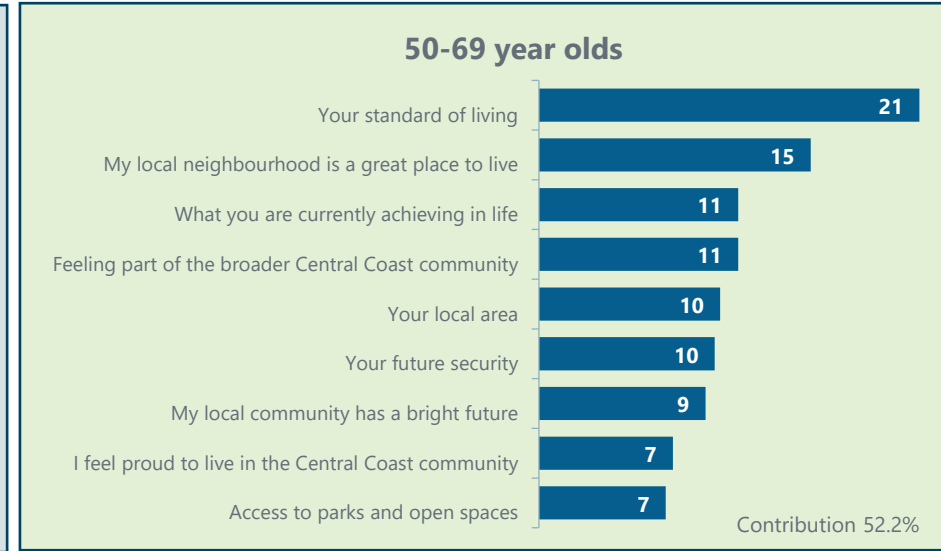 50-69 year olds
Your standard of living 21
My local neighbourhood is a great place to live 15
What you are currently achieving in life 11
Feeling part of the broader Central Coast community 11
Your local area 10
Your future security 10
My local community has a bright future 9
I feel proud to live in the Central Coast community 7
Access to parks and open spaces 7
Contribution 52.2%